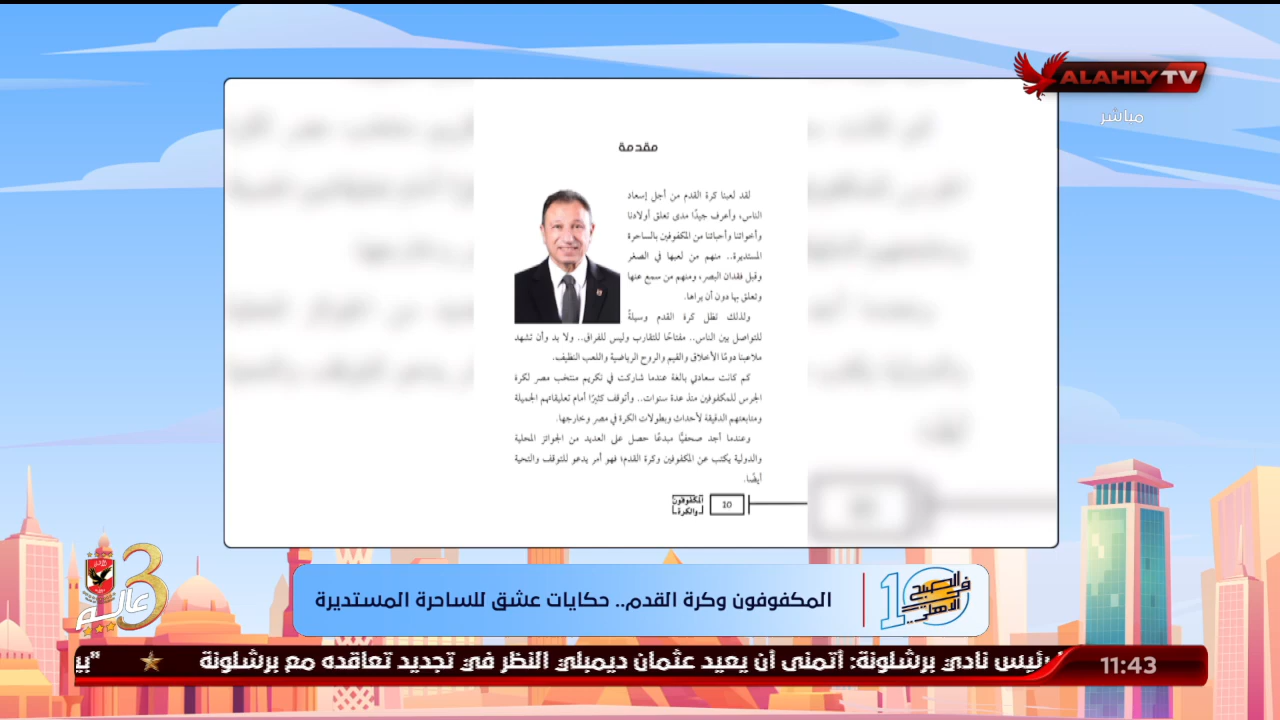 ALAHLY TV
مباشر
مقدمة
لقد لعبنا كرة القدم من أجل إسعاد
الناس، وأعرف جيدًا مدى تعلق أولادنا
وأخواتنا وأحبائنا من المكفوفين بالساحرة
المستديرة.. منهم من لعبها في الصغر
وقبل فقدان البصر، ومنهم من سمع عنها
وتعلق بها دون أن يراها.
ولذلك تظل كرة القدم وسيلةً
للتواصل بين الناس.. مفتاحًا للتقارب وليس للفراق.. ولا بد وأن تشهد
ملاعبنا دومًا الأخلاق والقيم والروح الرياضية واللعب النظيف.
كم كانت سعادتي بالغة عندما شاركت في تكريم منتخب مصر لكرة
الجرس للمكفوفين منذ عدة سنوات.. وأتوقف كثيرًا أمام تعليقاتهم الجميلة
ومتابعتهم الدقيقة لأحداث وبطولات الكرة في مصر وخارجها.
وعندما أجد صحفيًّا مبدعًا حصل على العديد من الجوائز المحلية
والدولية يكتب عن المكفوفين وكرة القدم؛ فهو أمر يدعو للتوقف والتحية
أيضًا.
10
المكفوفون
والكرة
10 الصبح في الأهلي..
المكفوفون وكرة القدم.. حكايات عشق للساحرة المستديرة
3 عالم
11:43
رئيس نادي برشلونة: أتمنى أن يعيد عثمان ديمبلي النظر في تجديد تعاقده مع برشلونة
"بي